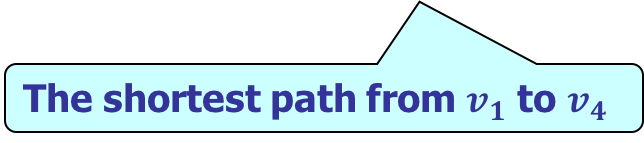 The shortest path from v₁ to v₄